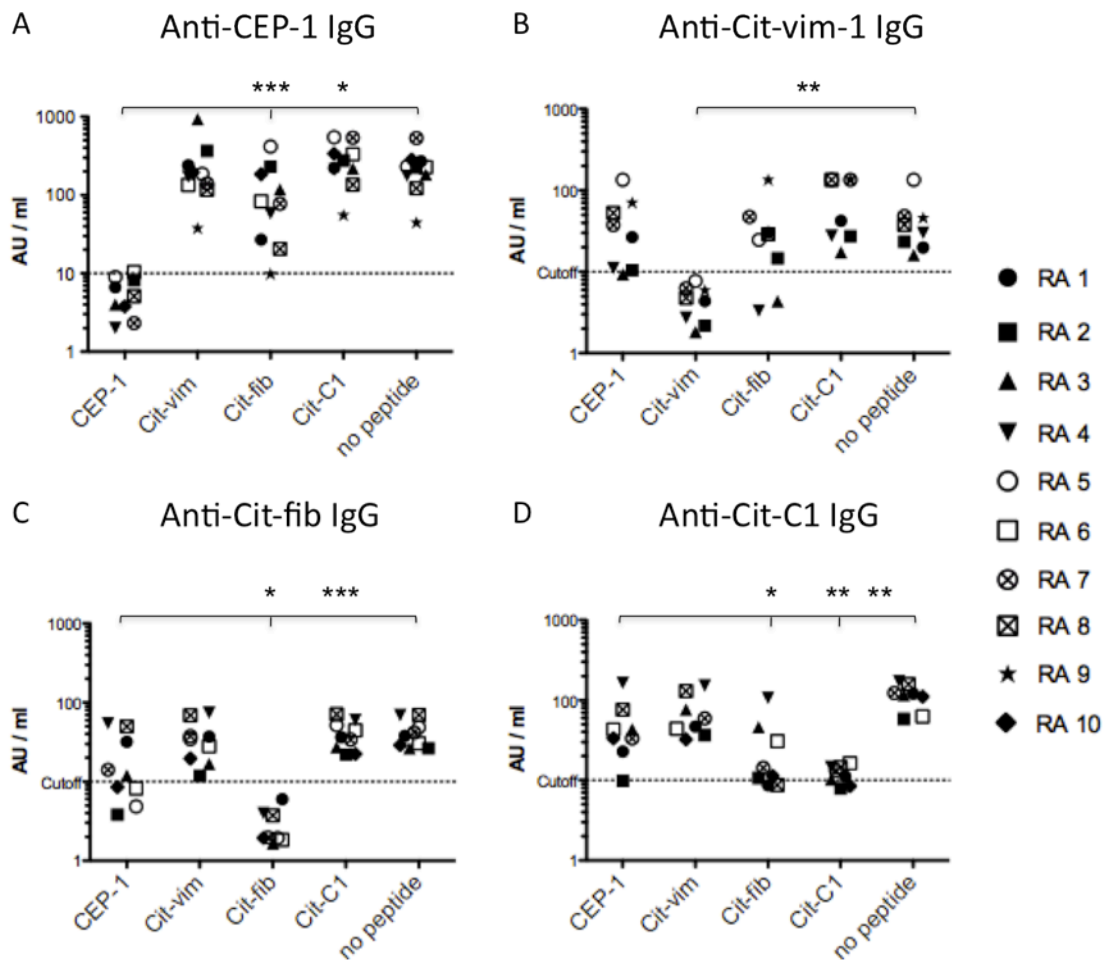 A
Anti-CEP-1 IgG
*** *
AU / ml
1000
100
10
1
CEP-1
Cit-vim
Cit-fib
Cit-C1
no peptide
B
Anti-Cit-vim-1 IgG
**
AU / ml
1000
100
Cutoff
1
CEP-1
Cit-vim
Cit-fib
Cit-C1
no peptide
C
Anti-Cit-fib IgG
* ***
AU / ml
1000
100
Cutoff
1
CEP-1
Cit-vim
Cit-fib
Cit-C1
no peptide
D
Anti-Cit-C1 IgG
* ** **
AU / ml
1000
100
Cutoff
1
CEP-1
Cit-vim
Cit-fib
Cit-C1
no peptide
RA 1
RA 2
RA 3
RA 4
RA 5
RA 6
RA 7
RA 8
RA 9
RA 10